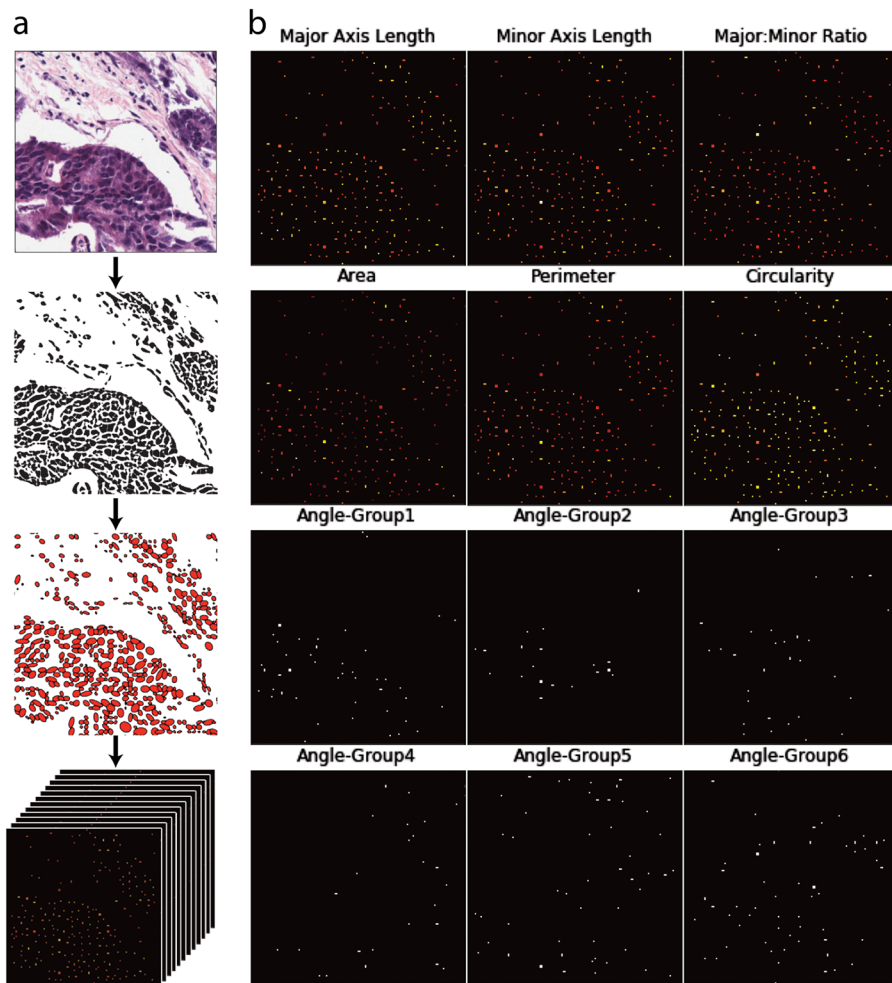 a
b
Major Axis Length
Minor Axis Length
Major:Minor Ratio
Area
Perimeter
Circularity
Angle-Group1
Angle-Group2
Angle-Group3
Angle-Group4
Angle-Group5
Angle-Group6